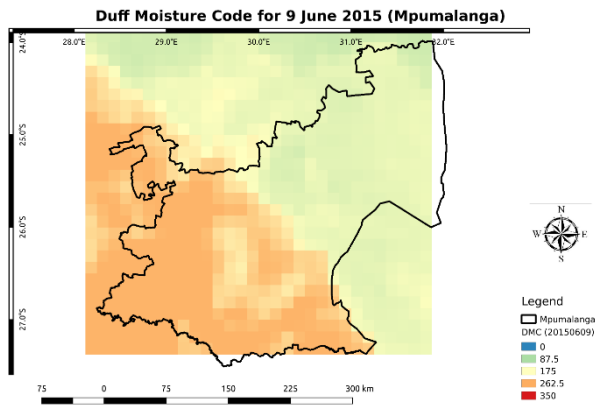 Duff Moisture Code for 9 June 2015 (Mpumalanga)
28.0°E 29.0°E 30.0°E 31.0°E 32.0°E
24.0°S
25.0°S
26.0°S
27.0°S
N
W E
S
Legend
Mpumalanga
DMC (20150609)
0
87.5
175
262.5
350
75 0 75 150 225 300 km